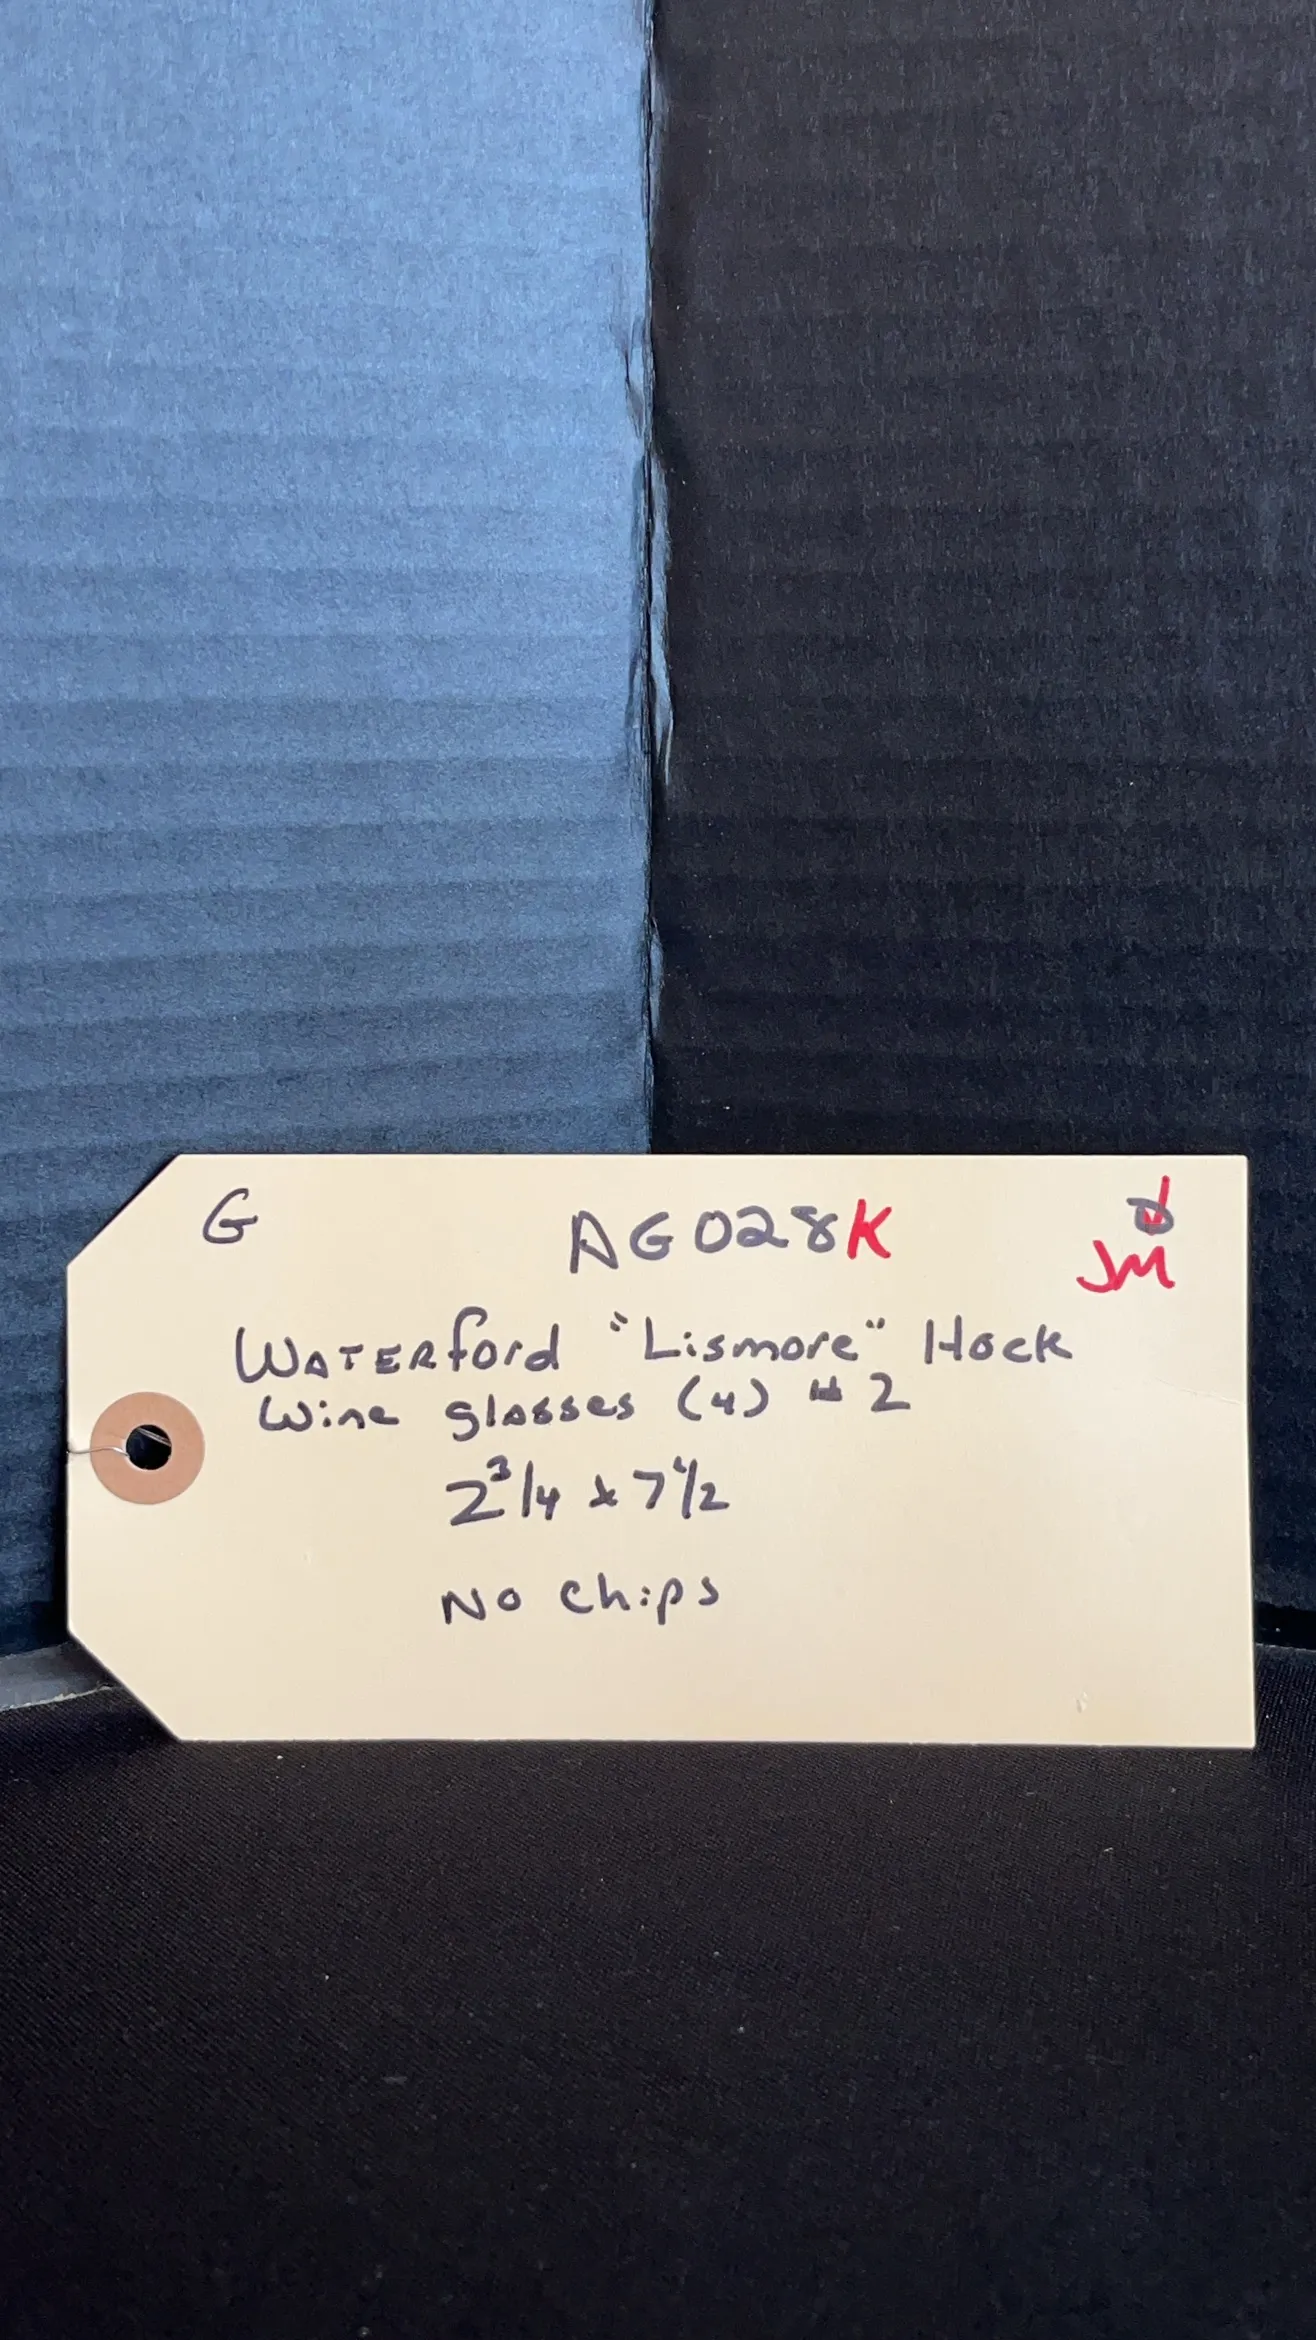 G AG028K
JM
WATERford "Lismore" Hock
Wine glasses (4) #2
2 3/4 x 7 1/2
No chips